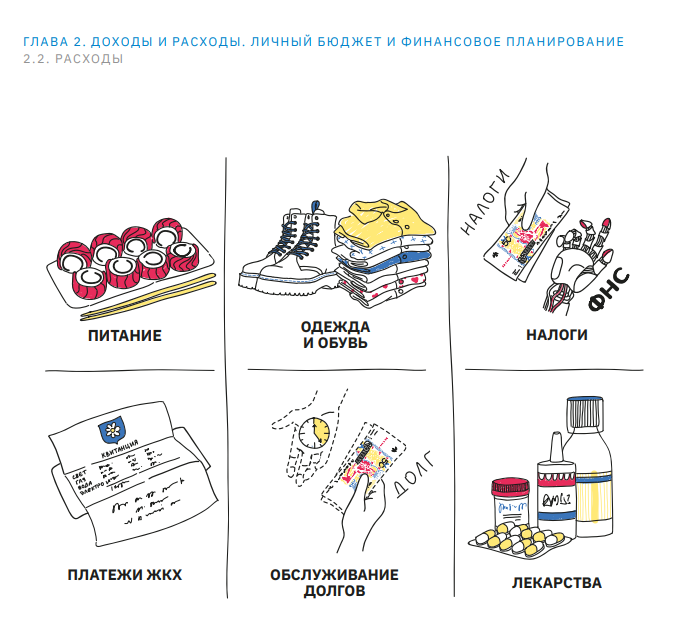 ГЛАВА 2. ДОХОДЫ И РАСХОДЫ. ЛИЧНЫЙ БЮДЖЕТ И ФИНАНСОВОЕ ПЛАНИРОВАНИЕ
2.2. РАСХОДЫ
НАЛОГИ
ФНС
ПИТАНИЕ
ОДЕЖДА
И ОБУВЬ
НАЛОГИ
КВИТАНЦИЯ
СВЕТ
ГАЗ
ВОДА
ЭЛЕКТРО
ДОЛГ
ПЛАТЕЖИ ЖКХ
ОБСЛУЖИВАНИЕ
ДОЛГОВ
ЛЕКАРСТВА